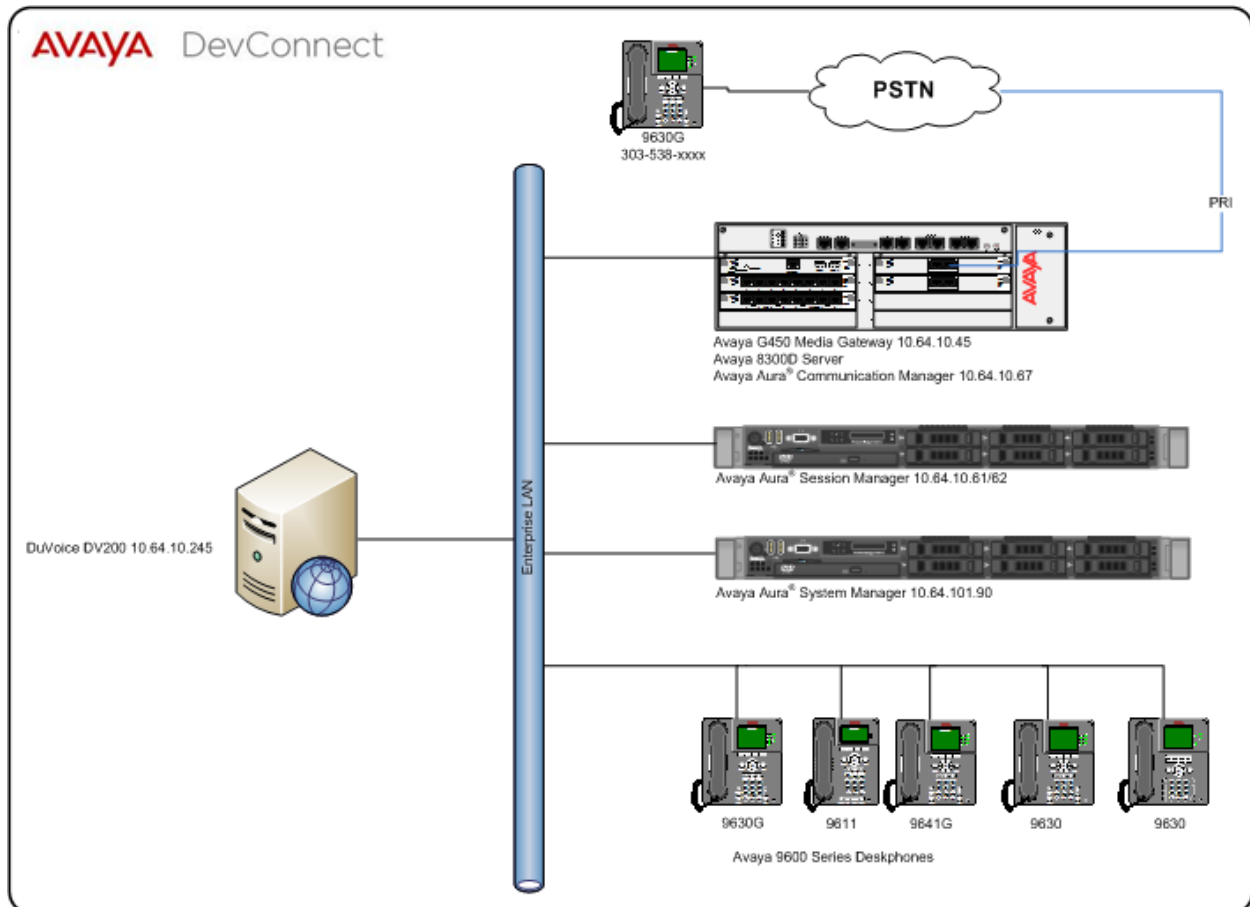 AVAYA DevConnect
PSTN
9630G
303-538-xxxx
PRI
AVAYA
Avaya G450 Media Gateway 10.64.10.45
Avaya 8300D Server
Avaya Aura® Communication Manager 10.64.10.67
Avaya Aura® Session Manager 10.64.10.61/62
Enterprise LAN
DuVoice DV200 10.64.10.245
Avaya Aura® System Manager 10.64.101.90
9630G
9611
9641G
9630
9630
Avaya 9600 Series Deskphones